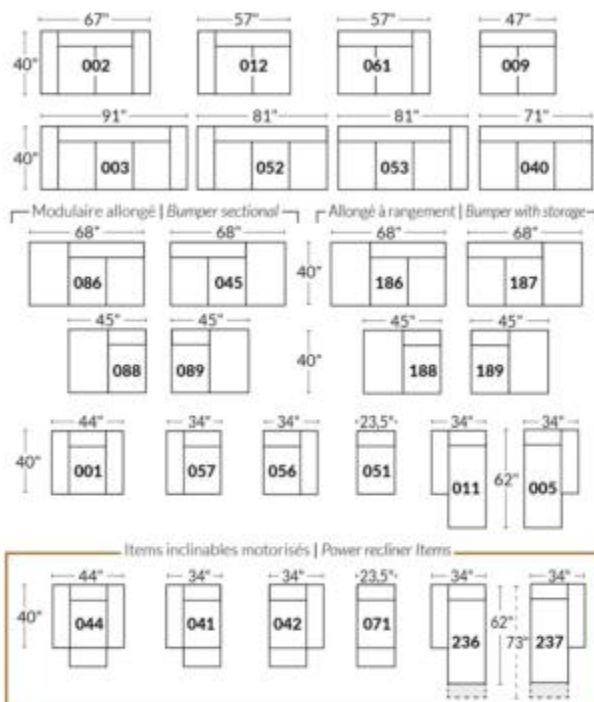 67" 57" 57" 47"
40" 002 012 061 009
91" 81" 81" 71"
40" 003 052 053 040
Modulaire allongé | Bumper sectional Allongé à rangement | Bumper with storage
68" 68" 68" 68"
086 045 40" 186 187
45" 45" 45" 45"
088 089 40" 188 189
44" 34" 34" 23,5" 34" 34"
40" 001 057 056 051 011 62" 005
Items inclinables motorisés | Power recliner Items
44" 34" 34" 23,5" 34" 34"
40" 044 041 042 071 236 62" 73" 237